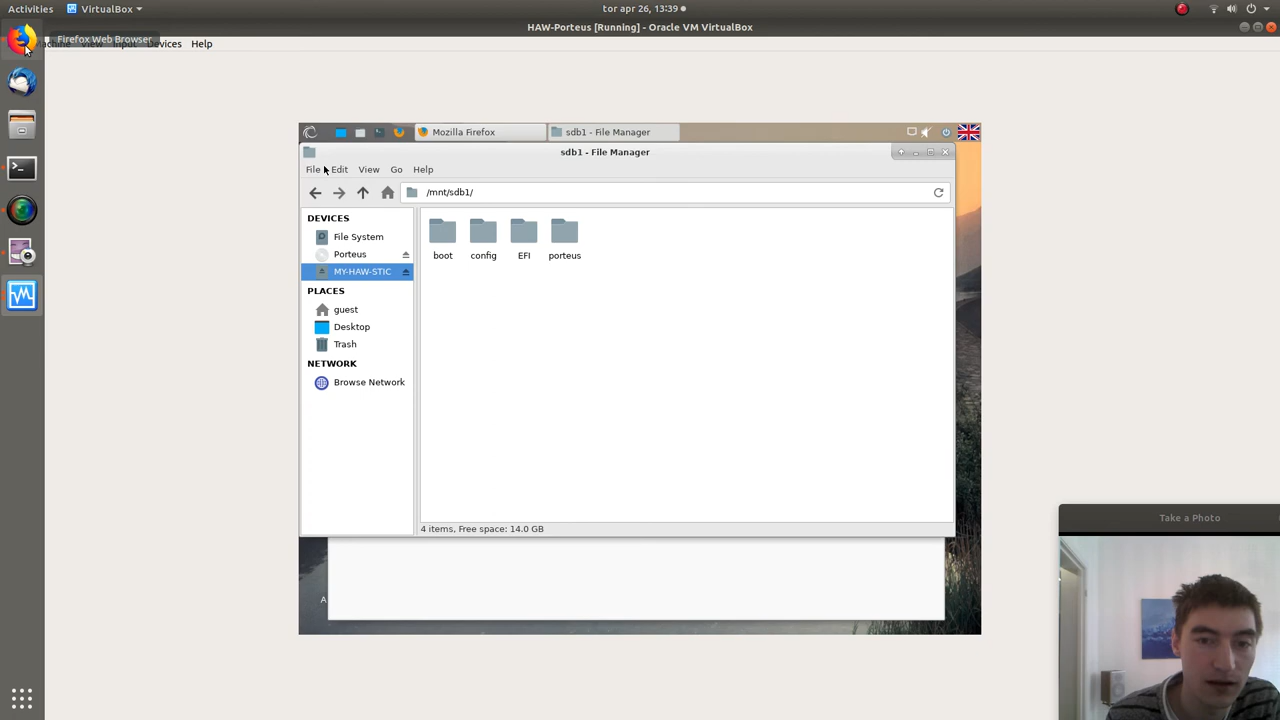 Activities
VirtualBox
tor apr 26, 13:39
HAW-Porteus [Running] - Oracle VM VirtualBox
Firefox Web Browser
View
Input
Devices
Help
Mozilla Firefox
sdb1 - File Manager
sdb1 - File Manager
File
Edit
View
Go
Help
/mnt/sdb1/
DEVICES
File System
Porteus
MY-HAW-STIC
PLACES
guest
Desktop
Trash
NETWORK
Browse Network
boot
config
EFI
porteus
4 items, Free space: 14.0 GB
A
Take a Photo